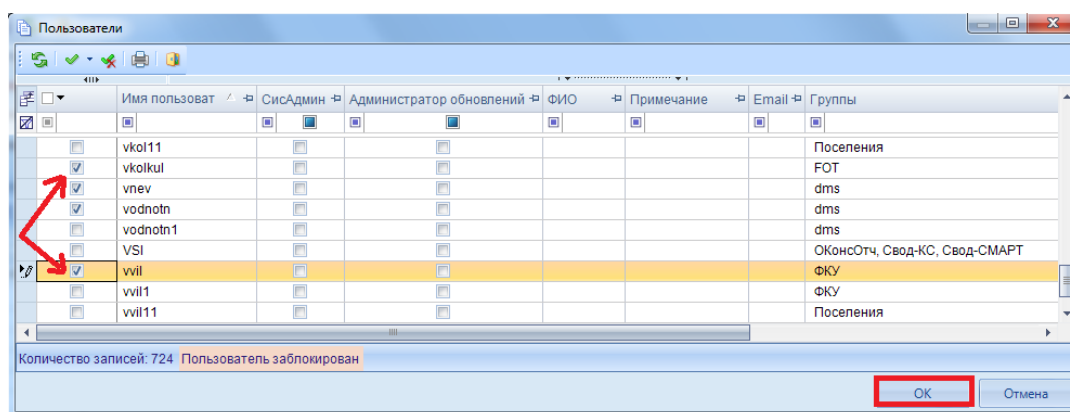 Пользователи
Имя пользоват СисАдмин Администратор обновлений ФИО Примечание Email Группы
vkol11 Поселения
vkolkul FOT
vnev dms
vodnotn dms
vodnotn1 dms
VSI ОКонсОтч, Свод-КС, Свод-СМАРТ
vvil ФКУ
vvil1 ФКУ
vvil11 Поселения
Количество записей: 724 Пользователь заблокирован
OK Отмена